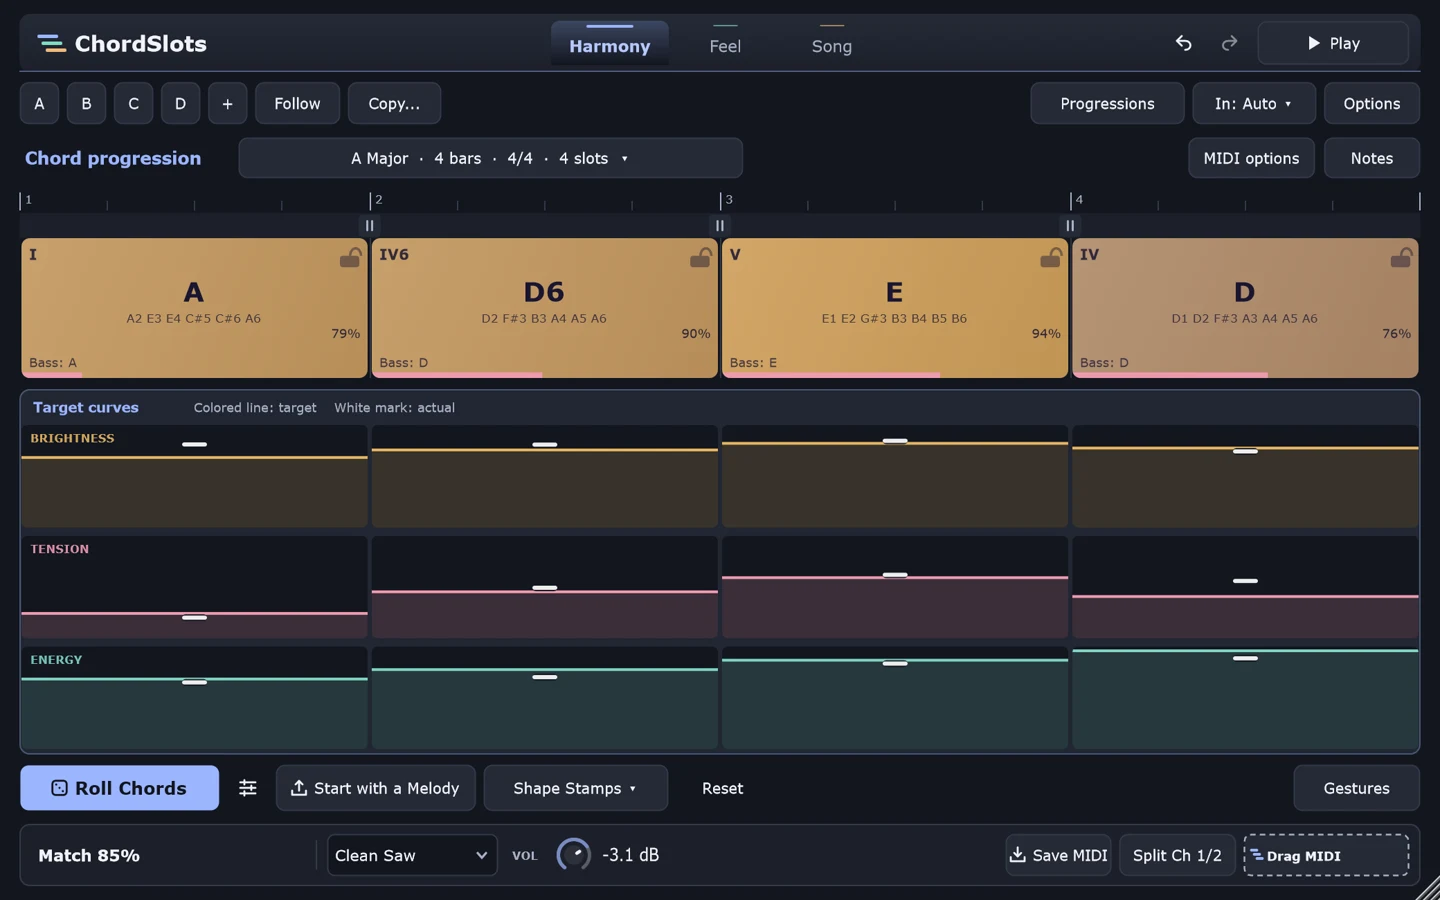 ChordSlots
Harmony
Feel
Song
Play
A
B
C
D
+
Follow
Copy...
Progressions
In: Auto
Options
Chord progression
A Major · 4 bars · 4/4 · 4 slots
MIDI options
Notes
1
2
3
4
I
A
A2 E3 E4 C#5 C#6 A6
79%
Bass: A
IV6
D6
D2 F#3 B3 A4 A5 A6
90%
Bass: D
V
E
E1 E2 G#3 B3 B4 B5 B6
94%
Bass: E
IV
D
D1 D2 F#3 A3 A4 A5 A6
76%
Bass: D
Target curves
Colored line: target
White mark: actual
BRIGHTNESS
TENSION
ENERGY
Roll Chords
Start with a Melody
Shape Stamps
Reset
Gestures
Match 85%
Clean Saw
VOL
-3.1 dB
Save MIDI
Split Ch 1/2
Drag MIDI